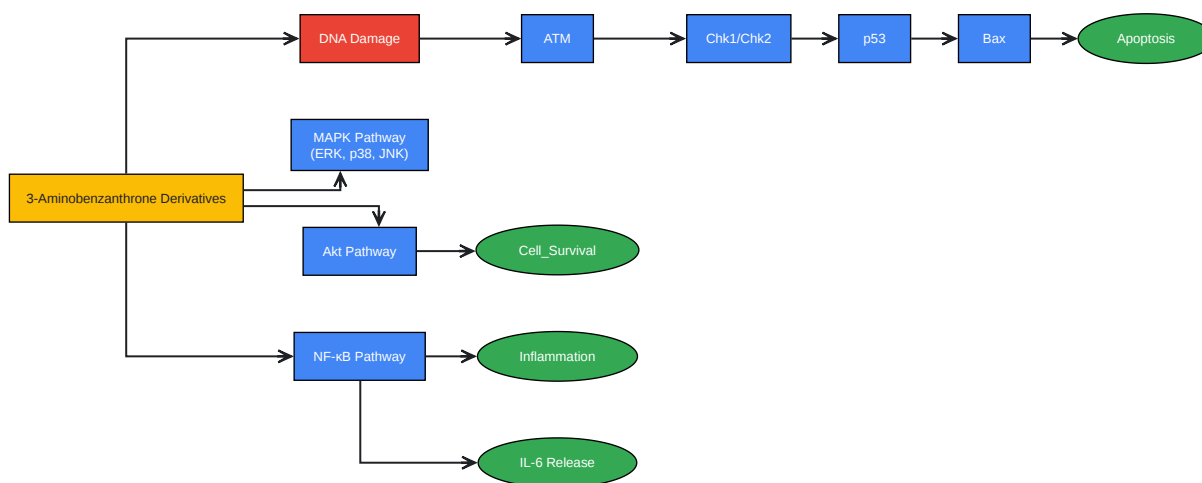 DNA Damage
ATM
Chk1/Chk2
p53
Bax
Apoptosis
MAPK Pathway
(ERK, p38, JNK)
3-Aminobenzanthrone Derivatives
Akt Pathway
Cell_Survival
NF-κB Pathway
Inflammation
IL-6 Release